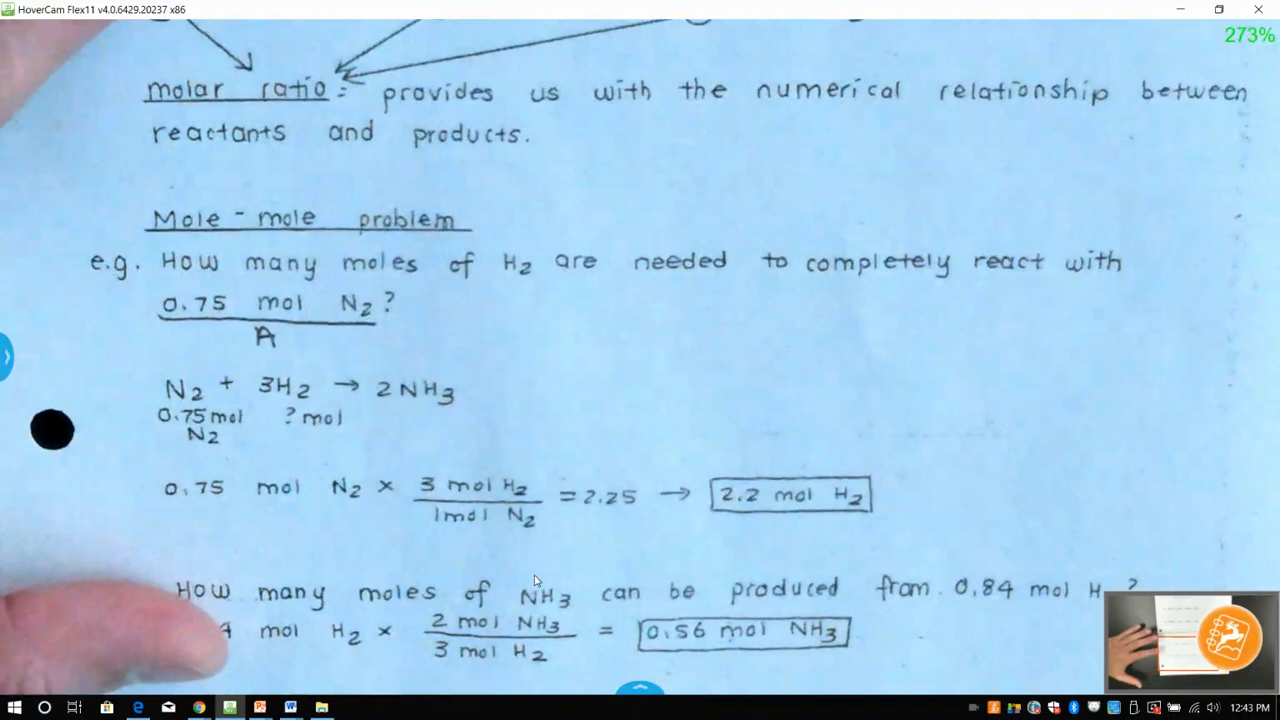 HoverCam Flex11 v4.0.6429.20237 x86
273%
molar ratio: provides us with the numerical relationship between
reactants and products.
Mole - mole problem
e.g. How many moles of H2 are needed to completely react with
0.75 mol N2?
A
N2 + 3H2 → 2NH3
0.75 mol ? mol
N2
0.75 mol N2 × 3 mol H2 / 1 mol N2 = 2.25 → 2.2 mol H2
How many moles of NH3 can be produced from 0.84 mol H ?
4 mol H2 × 2 mol NH3 / 3 mol H2 = 0.56 mol NH3
12:43 PM